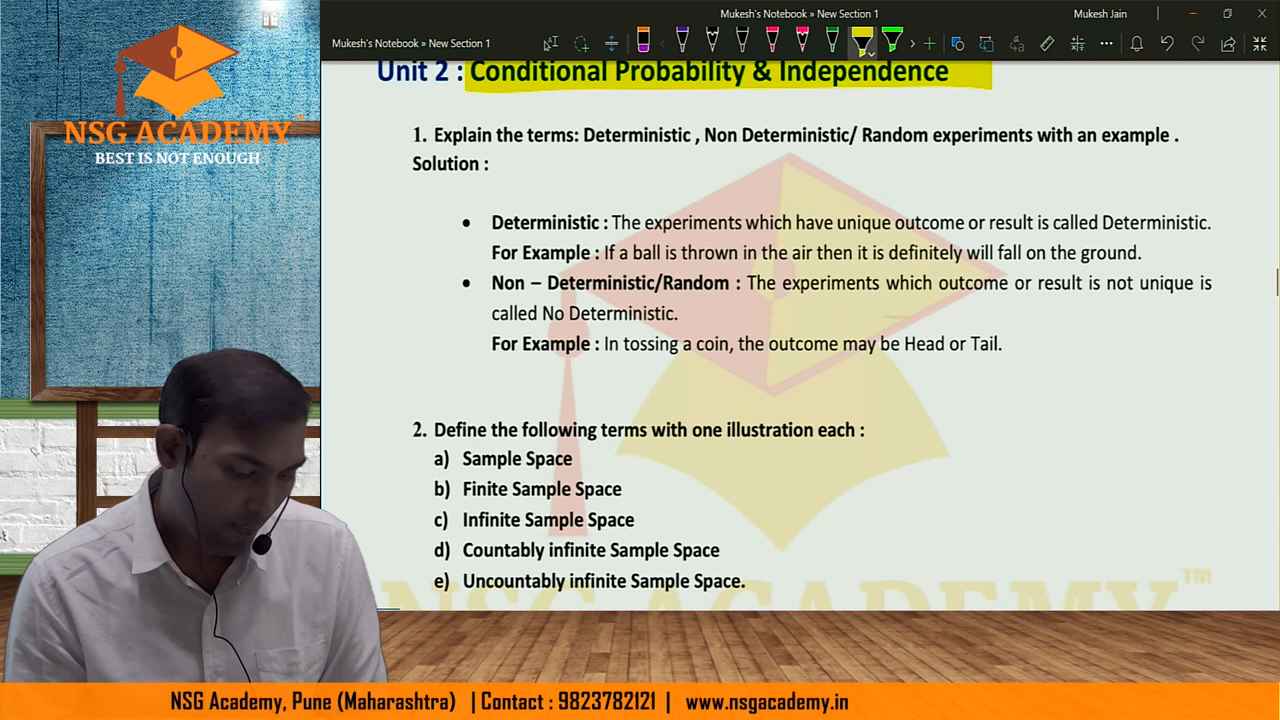 Mukesh's Notebook » New Section 1
Mukesh Jain
Mukesh's Notebook » New Section 1
NSG ACADEMY
BEST IS NOT ENOUGH
Unit 2 : Conditional Probability & Independence
1. Explain the terms: Deterministic , Non Deterministic/ Random experiments with an example .
Solution :
• Deterministic : The experiments which have unique outcome or result is called Deterministic.
For Example : If a ball is thrown in the air then it is definitely will fall on the ground.
• Non – Deterministic/Random : The experiments which outcome or result is not unique is
called No Deterministic.
For Example : In tossing a coin, the outcome may be Head or Tail.
2. Define the following terms with one illustration each :
a) Sample Space
b) Finite Sample Space
c) Infinite Sample Space
d) Countably infinite Sample Space
e) Uncountably infinite Sample Space.
NSG ACADEMY™
NSG Academy, Pune (Maharashtra) | Contact : 9823782121 | www.nsgacademy.in